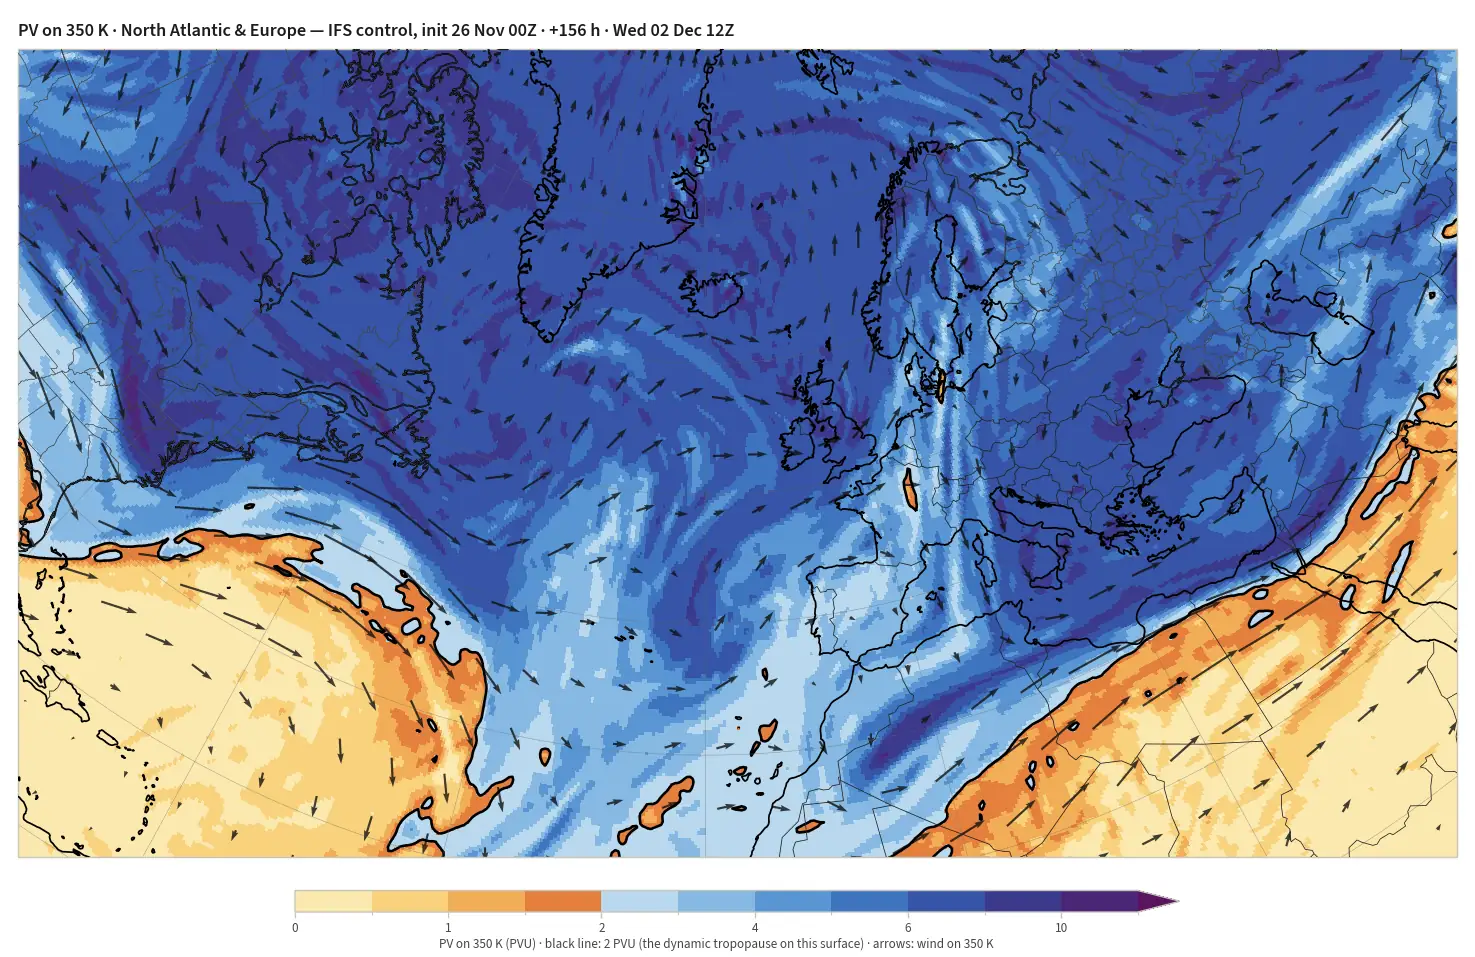 PV on 350 K · North Atlantic & Europe — IFS control, init 26 Nov 00Z · +156 h · Wed 02 Dec 12Z
0 1 2 4 6 10
PV on 350 K (PVU) · black line: 2 PVU (the dynamic tropopause on this surface) · arrows: wind on 350 K